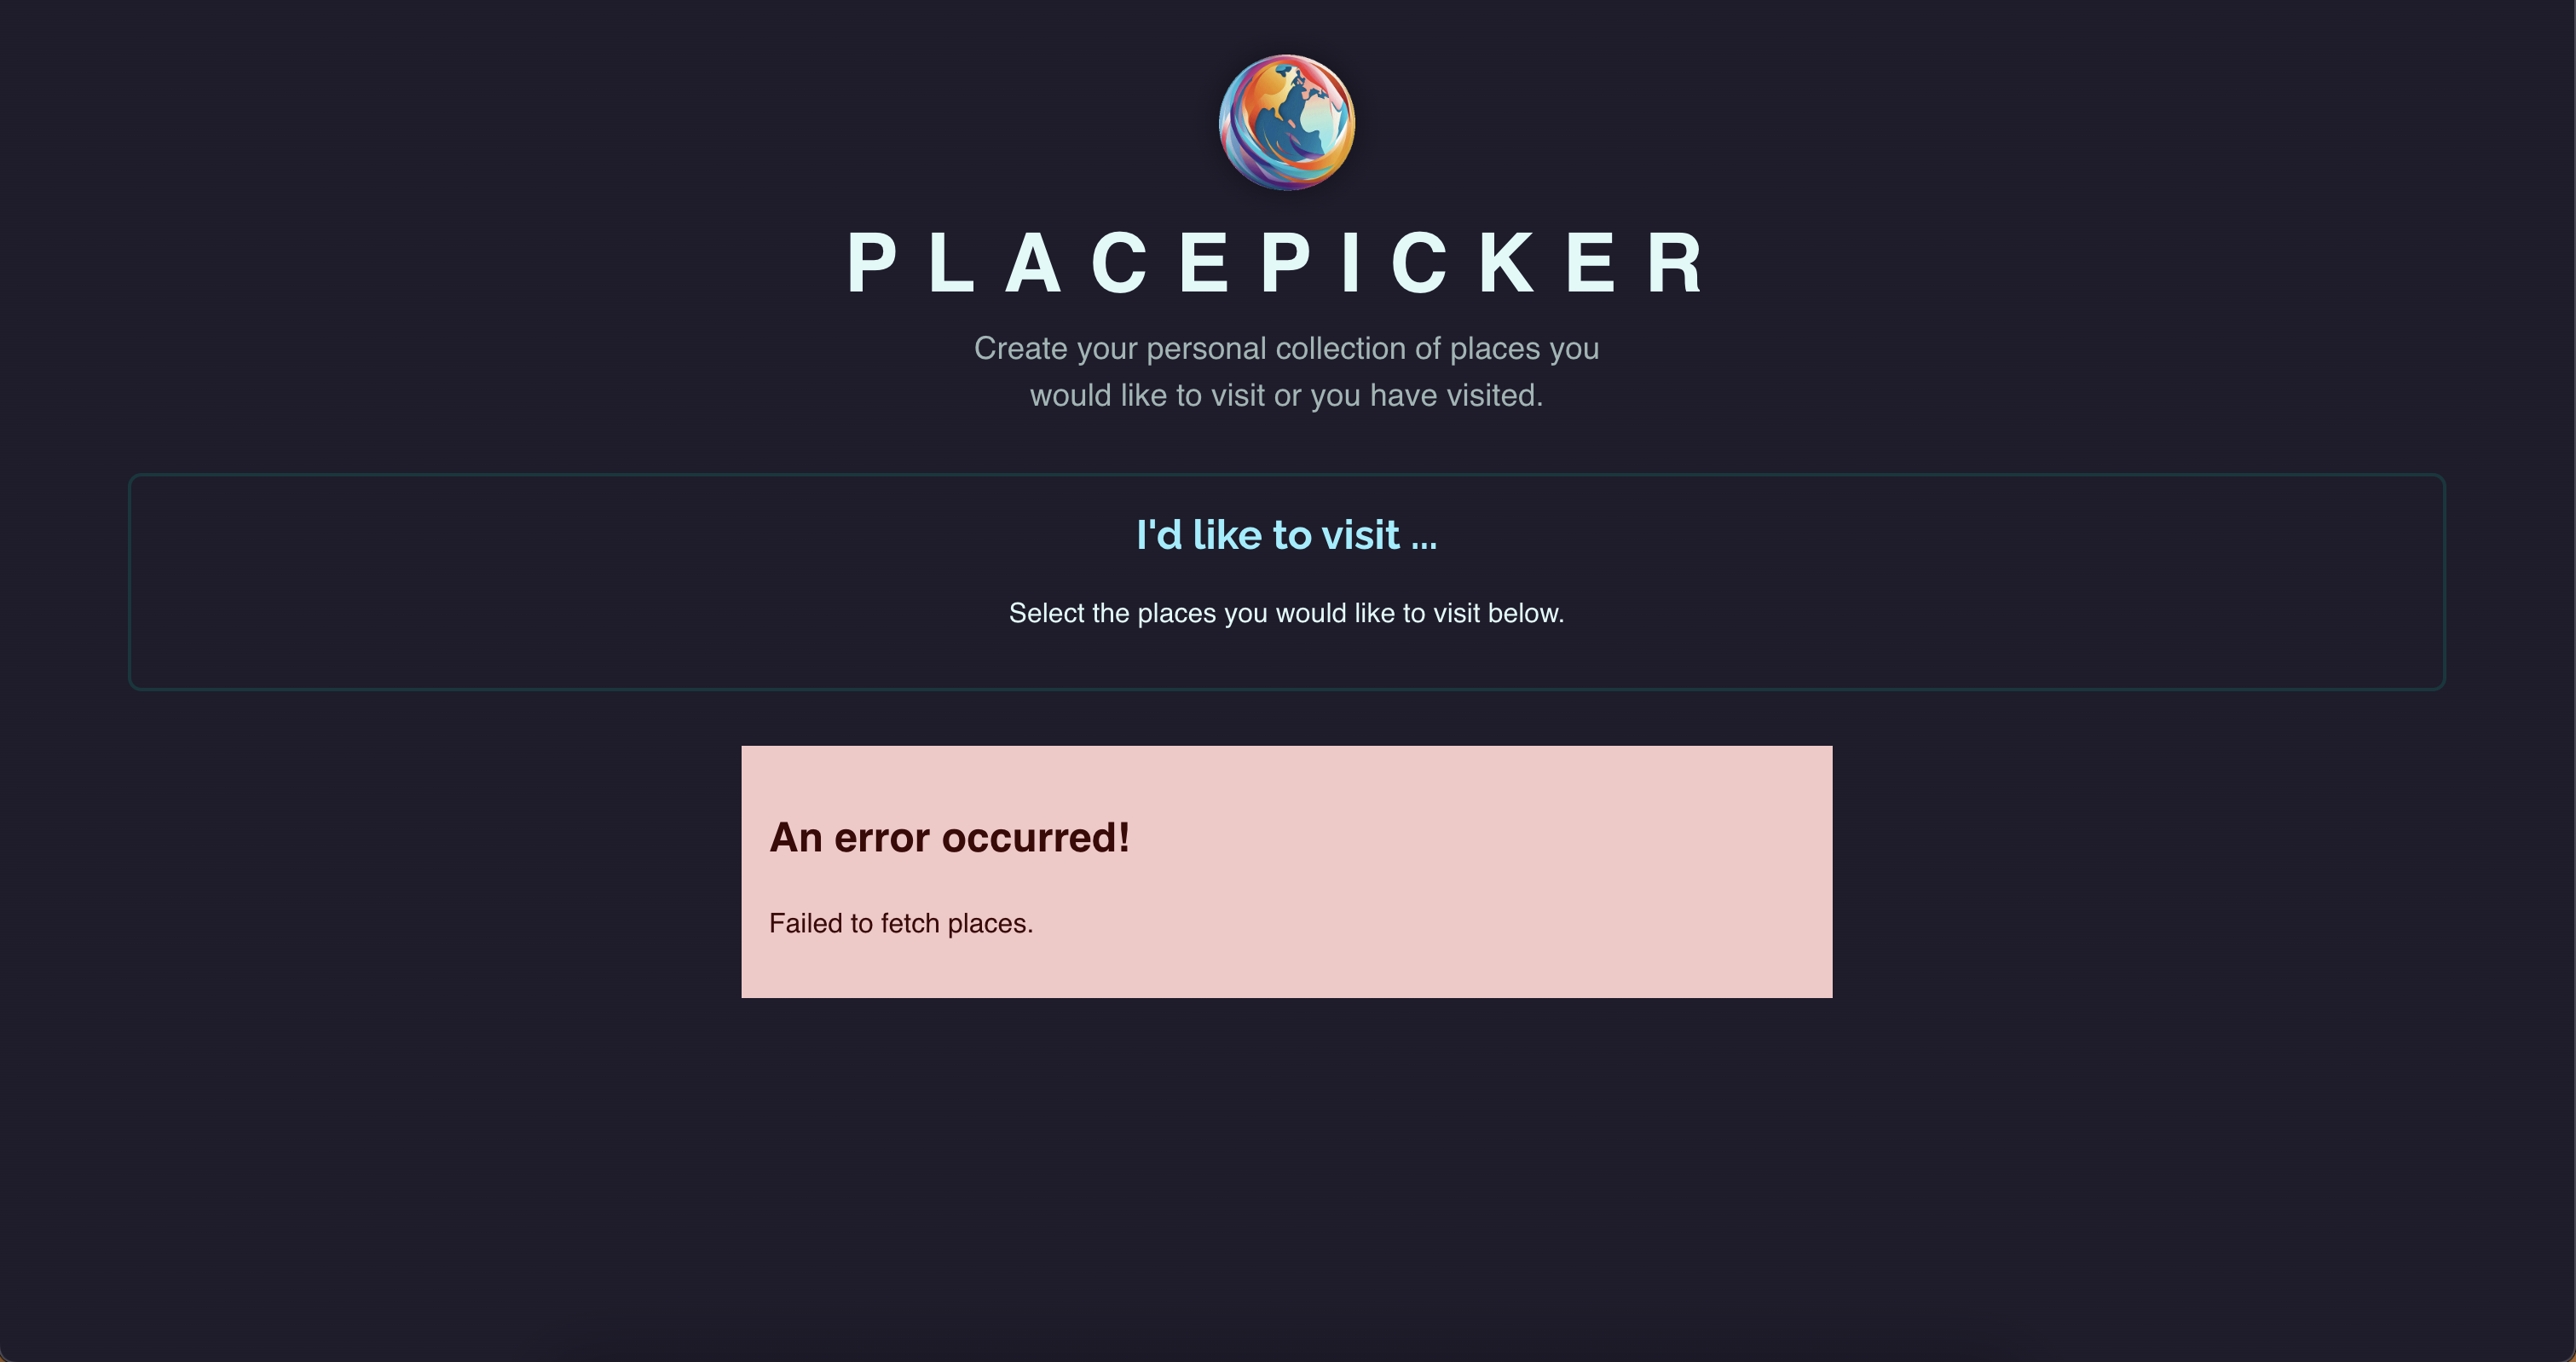 PLACEPICKER
Create your personal collection of places you
would like to visit or you have visited.
I'd like to visit ...
Select the places you would like to visit below.
An error occurred!
Failed to fetch places.